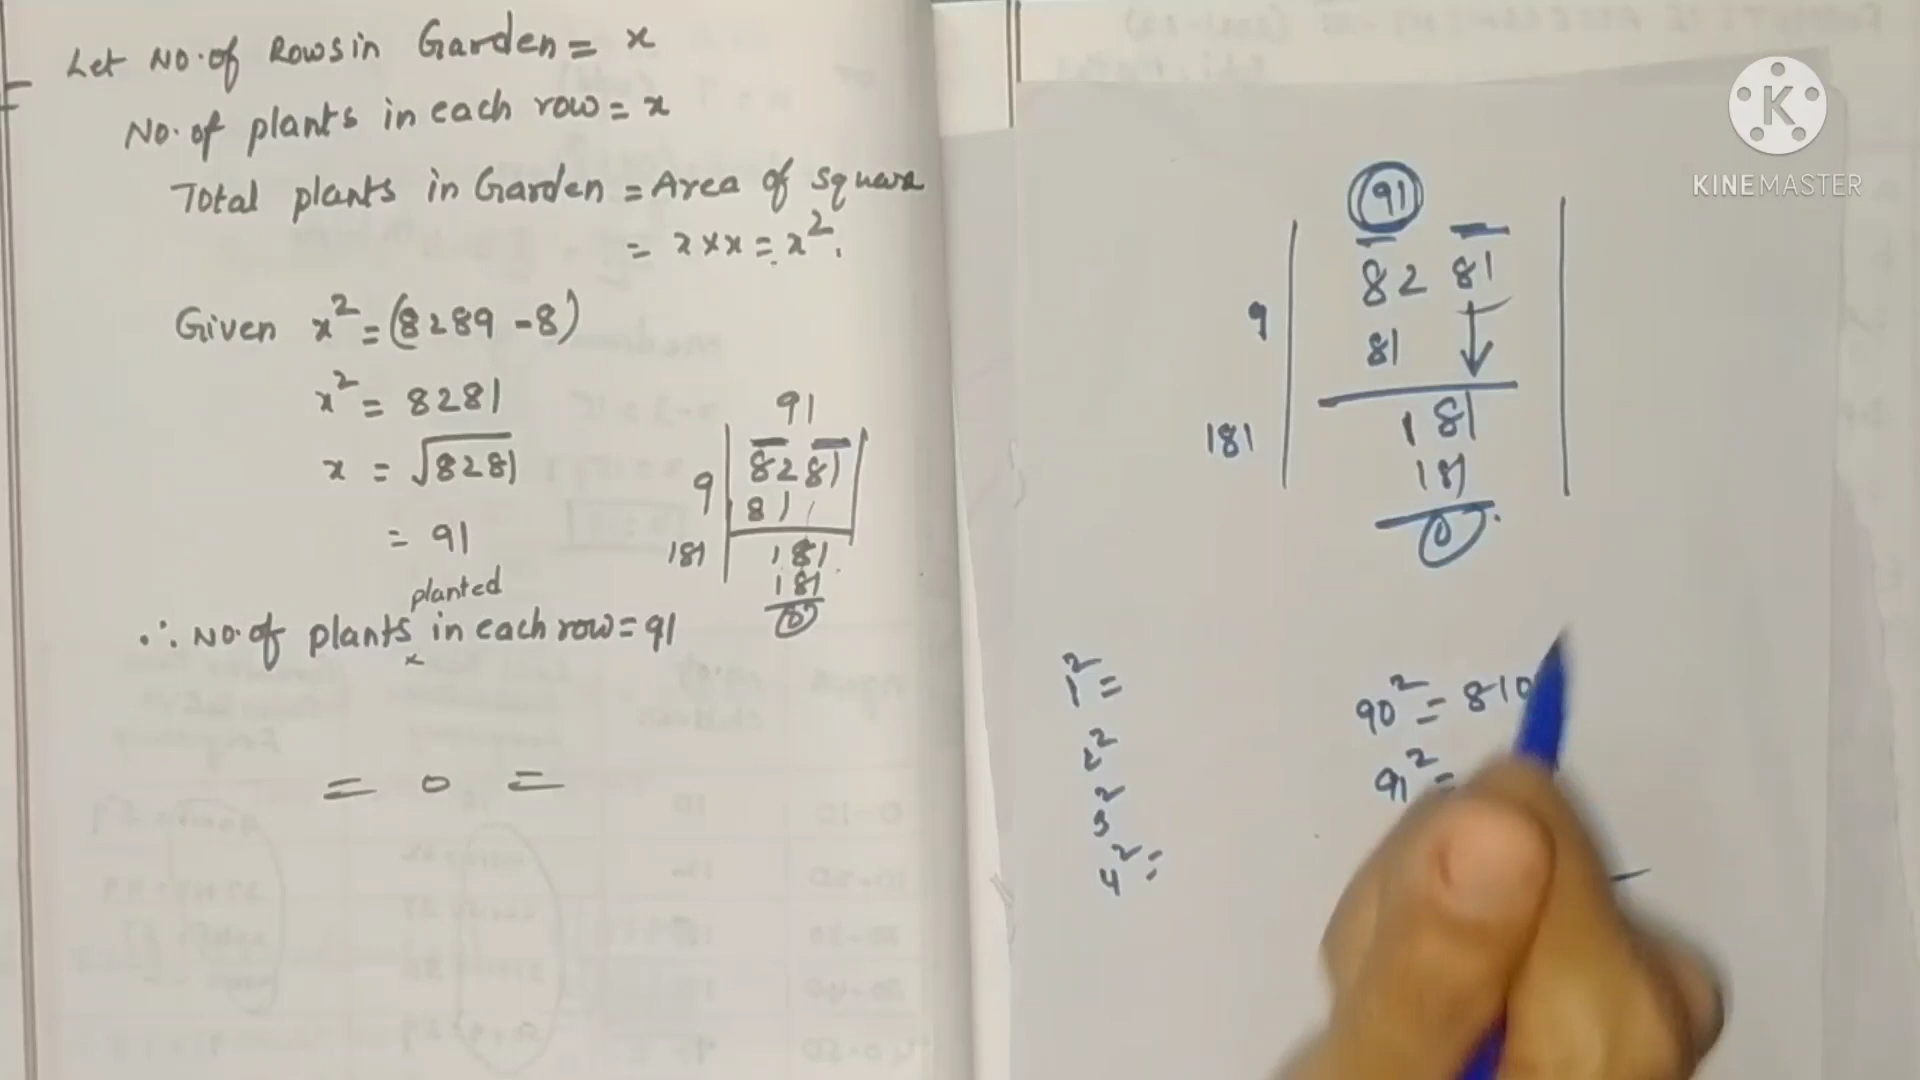 Let No. of Rows in Garden = x
No. of plants in each row = x
Total plants in Garden = Area of square
= x × x = x².
Given x² = (8289 - 8)
x² = 8281
x = √8281
= 91
planted
∴ No. of plants in each row = 91
x
= 0 =
91
9 8281
81
181 181
181
0
91
82 81
9 81
181 181
181
0
1² =
2²
3²
4² =
90² = 810
91² =
K
KINEMASTER